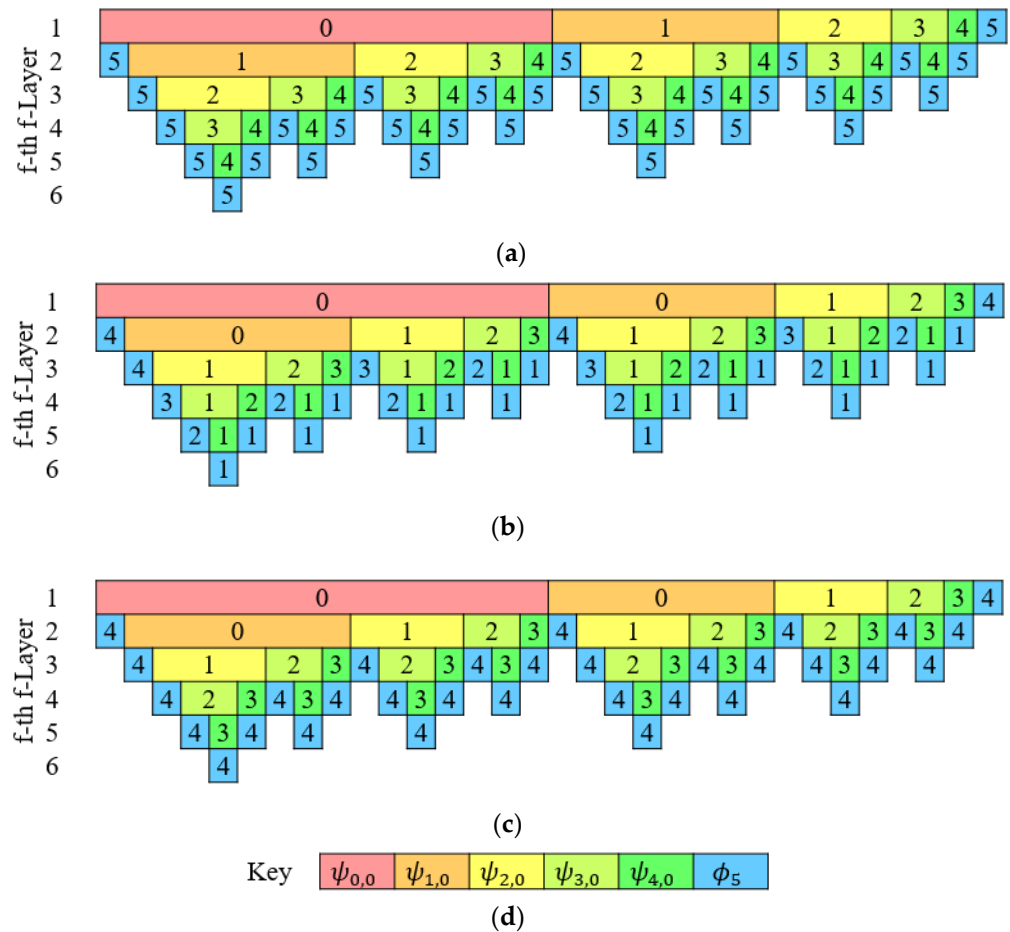 f-th f-Layer
1 0 1 2 3 4 5
2 5 1 2 3 4 5 2 3 4 5 3 4 5 4 5
3 5 2 3 4 5 3 4 5 4 5 5 3 4 5 4 5 5 4 5 5
4 5 3 4 5 4 5 5 4 5 5 5 4 5 5 5
5 5 4 5 5 5 5
6 5
(a)
f-th f-Layer
1 0 0 1 2 3 4
2 4 0 1 2 3 4 1 2 3 3 1 2 2 1 1
3 4 1 2 3 3 1 2 2 1 1 3 1 2 2 1 1 2 1 1 1
4 3 1 2 2 1 1 2 1 1 1 2 1 1 1 1
5 2 1 1 1 1 1
6 1
(b)
f-th f-Layer
1 0 0 1 2 3 4
2 4 0 1 2 3 4 1 2 3 4 2 3 4 3 4
3 4 1 2 3 4 2 3 4 3 4 4 2 3 4 3 4 4 3 4 4
4 4 2 3 4 3 4 4 3 4 4 4 3 4 4 4
5 4 3 4 4 4 4
6 4
(c)
Key ψ0,0 ψ1,0 ψ2,0 ψ3,0 ψ4,0 ϕ5
(d)